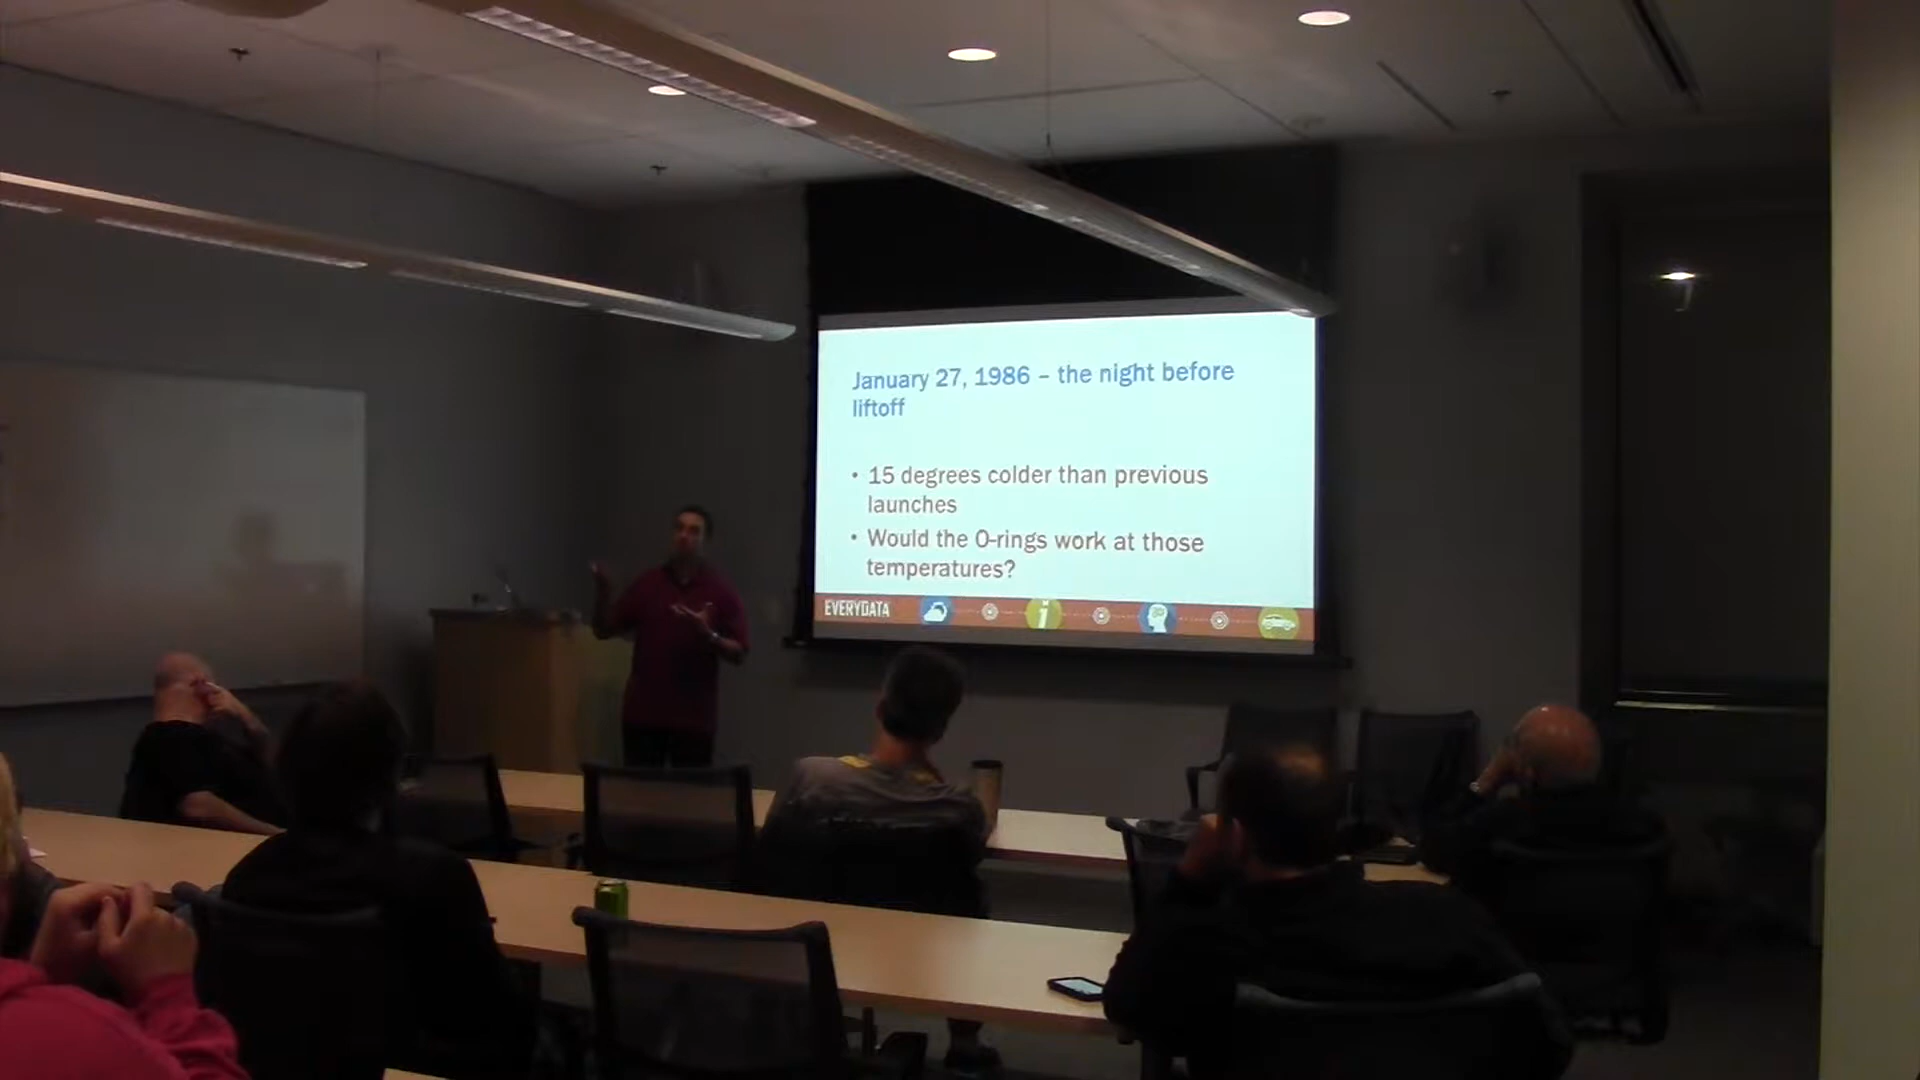 January 27, 1986 – the night before
liftoff
• 15 degrees colder than previous
launches
• Would the O-rings work at those
temperatures?
EVERYDATA